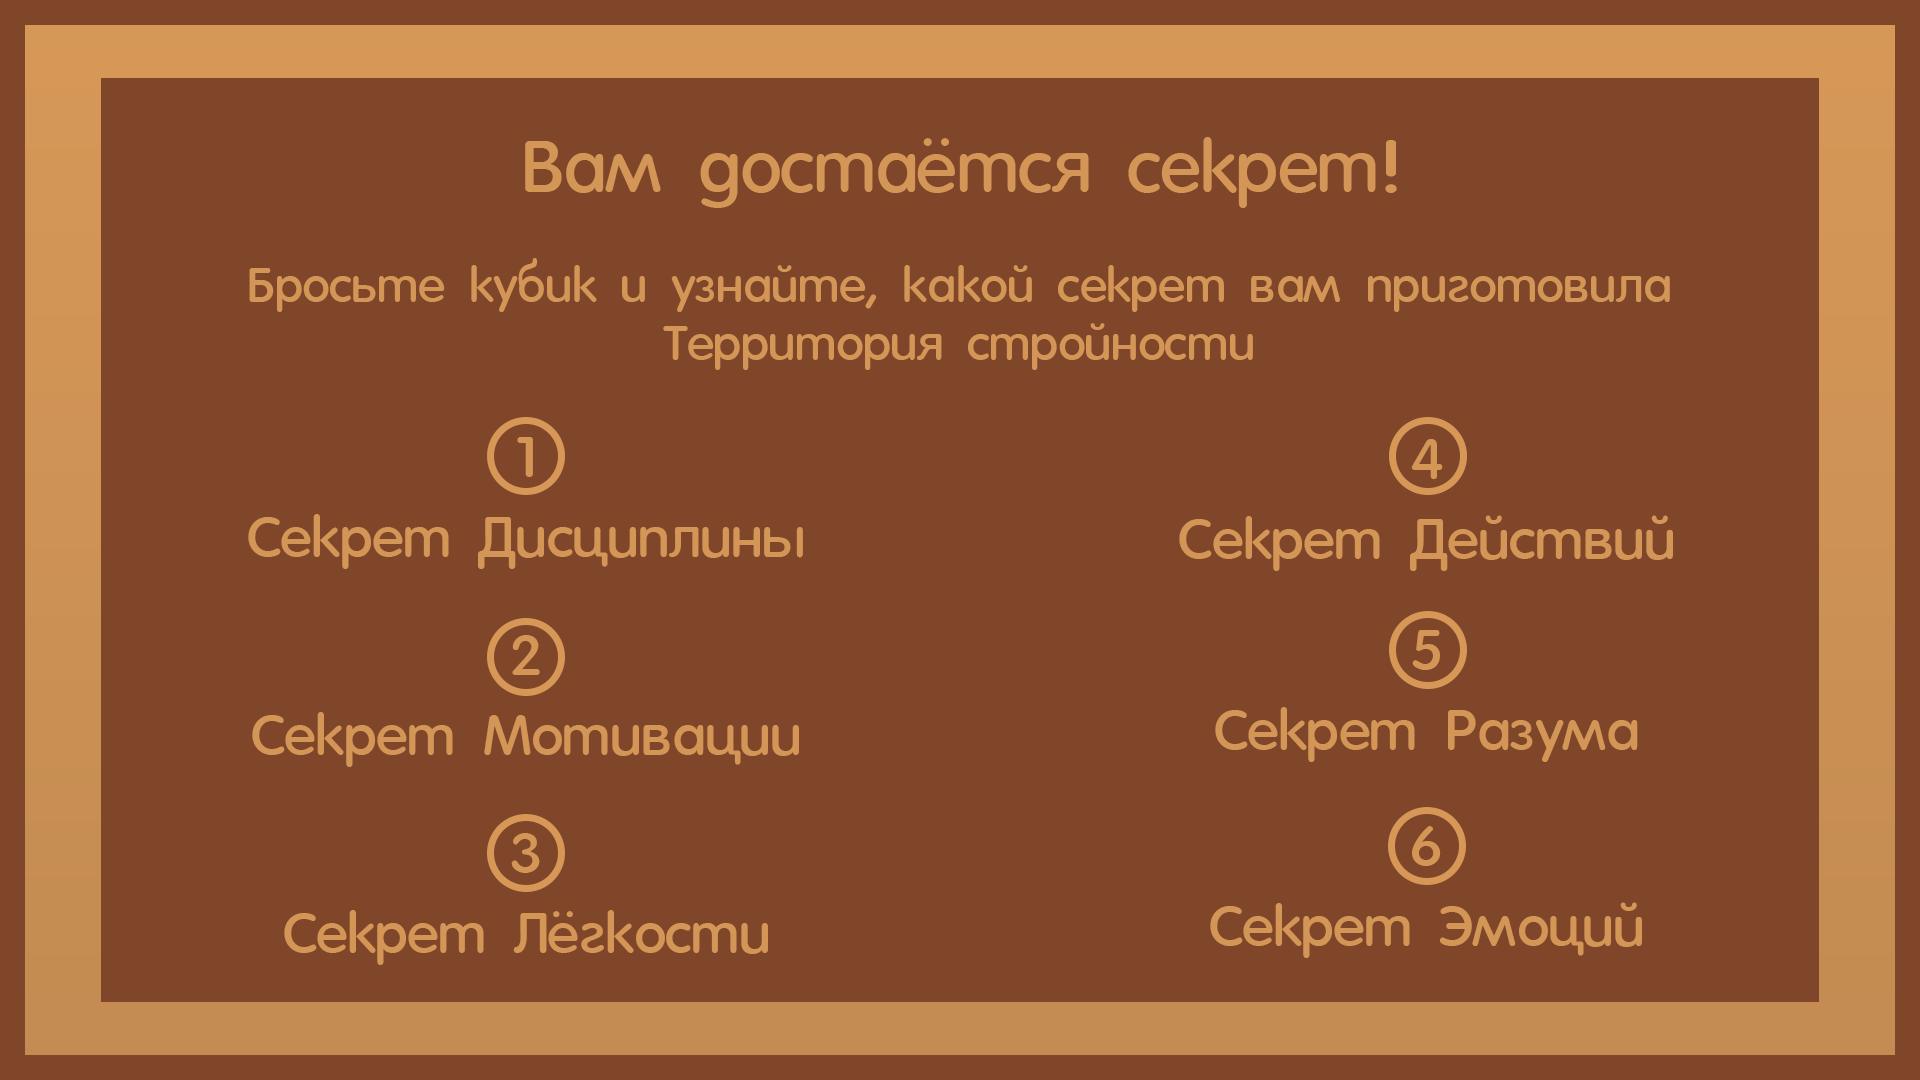 Вам достаётся секрет!
Бросьте кубик и узнайте, какой секрет вам приготовила
Территория стройности
1
Секрет Дисциплины
2
Секрет Мотивации
3
Секрет Лёгкости
4
Секрет Действий
5
Секрет Разума
6
Секрет Эмоций